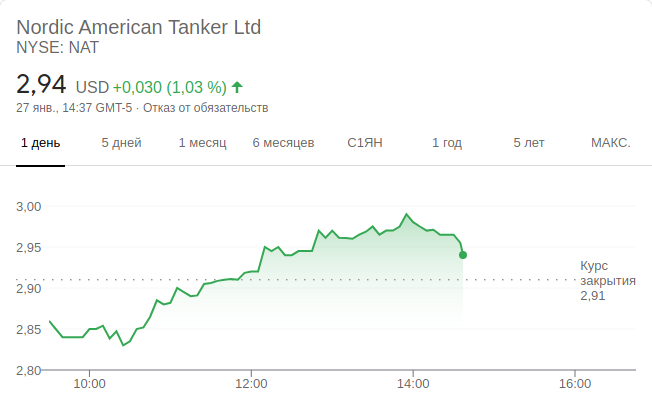 Nordic American Tanker Ltd
NYSE: NAT
2,94 USD +0,030 (1,03 %)
27 янв., 14:37 GMT-5 · Отказ от обязательств
1 день 5 дней 1 месяц 6 месяцев С1ЯН 1 год 5 лет МАКС.
3,00
2,95
Курс
закрытия
2,91
2,90
2,85
2,80
10:00 12:00 14:00 16:00